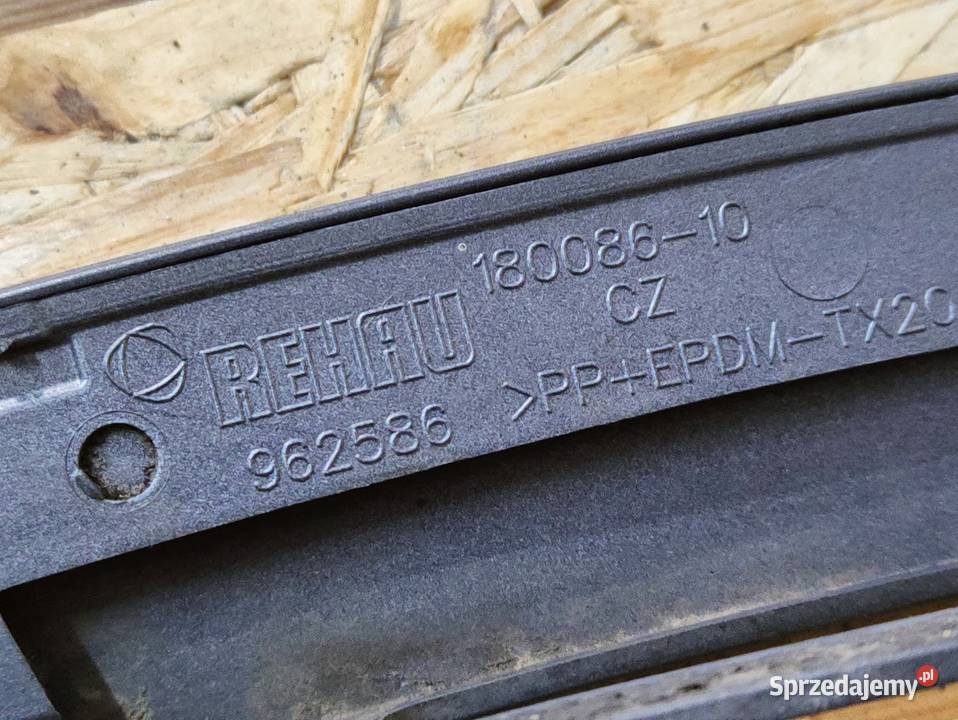 180086-10
CZ
REHAU
962586
>PP+EPDM-TX20
Sprzedajemy.pl